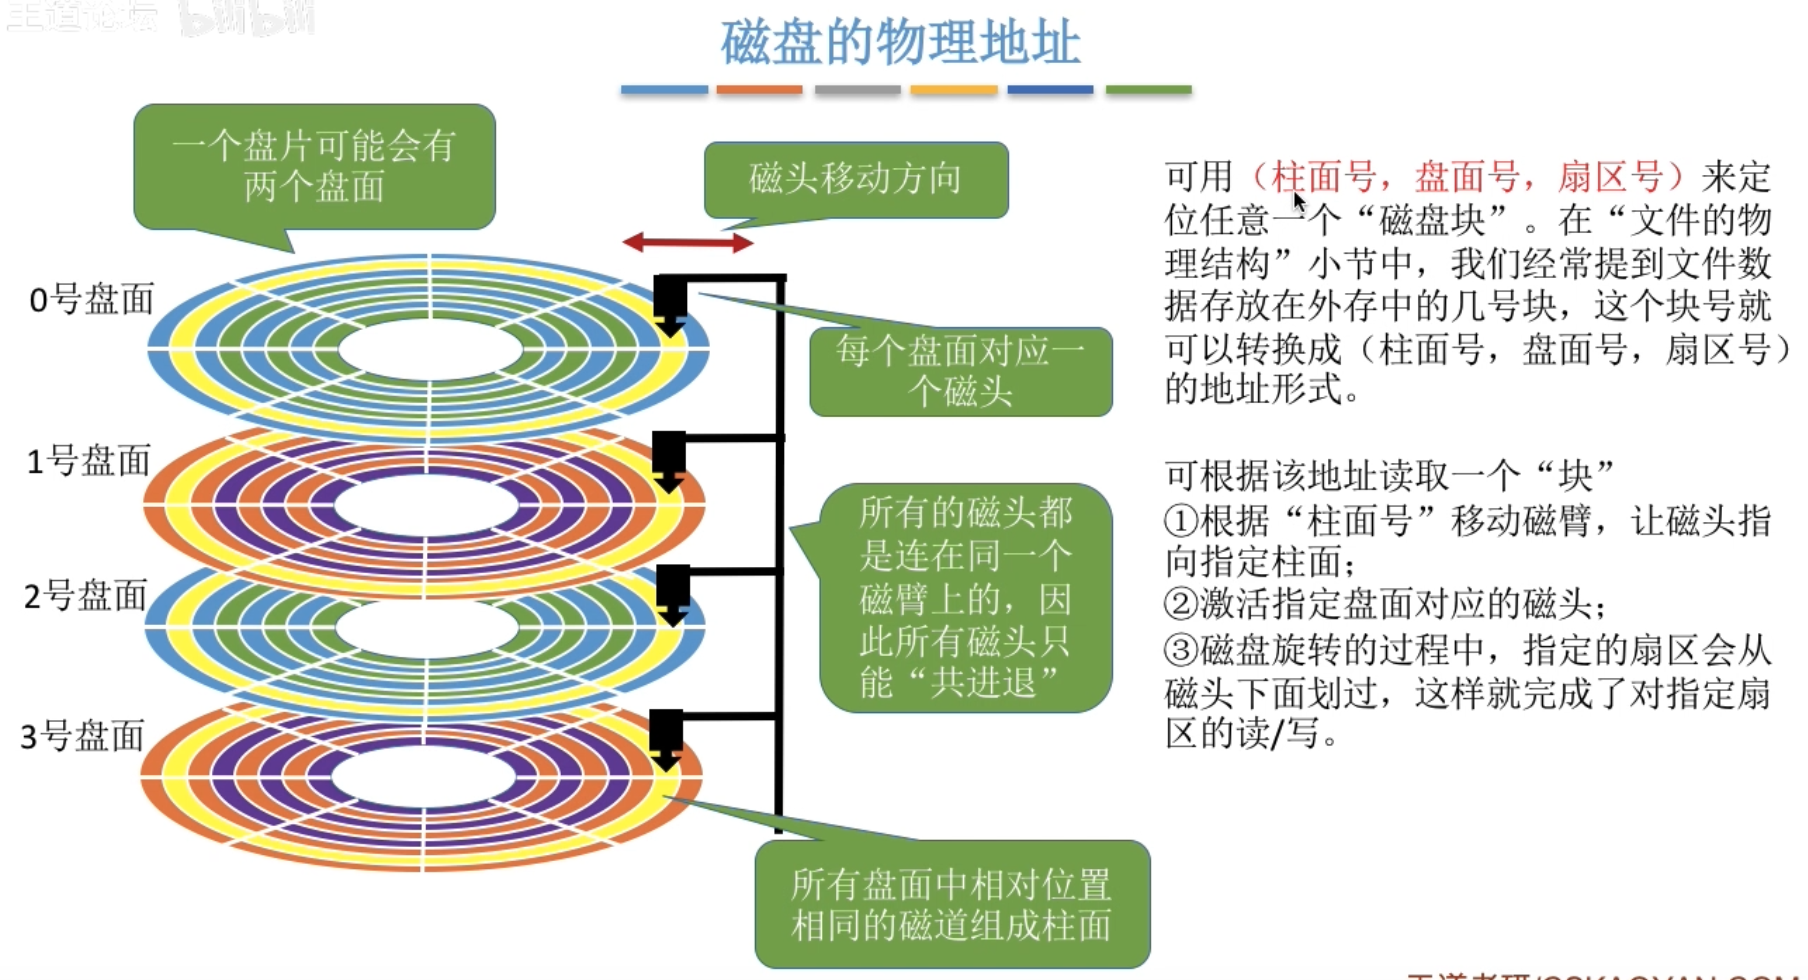 王道论坛 bilibili
磁盘的物理地址
一个盘片可能会有
两个盘面
磁头移动方向
0号盘面
每个盘面对应一
个磁头
1号盘面
所有的磁头都
是连在同一个
磁臂上的，因
此所有磁头只
能“共进退”
2号盘面
3号盘面
所有盘面中相对位置
相同的磁道组成柱面
可用（柱面号，盘面号，扇区号）来定
位任意一个“磁盘块”。在“文件的物
理结构”小节中，我们经常提到文件数
据存放在外存中的几号块，这个块号就
可以转换成（柱面号，盘面号，扇区号）
的地址形式。
可根据该地址读取一个“块”
①根据“柱面号”移动磁臂，让磁头指
向指定柱面；
②激活指定盘面对应的磁头；
③磁盘旋转的过程中，指定的扇区会从
磁头下面划过，这样就完成了对指定扇
区的读/写。